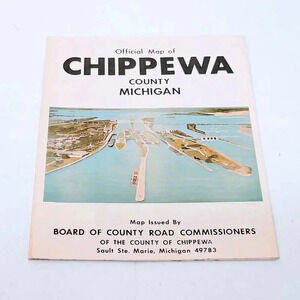 Official Map of
CHIPPEWA
COUNTY
MICHIGAN
Map Issued By
BOARD OF COUNTY ROAD COMMISSIONERS
OF THE COUNTY OF CHIPPEWA
Sault Ste. Marie, Michigan 49783